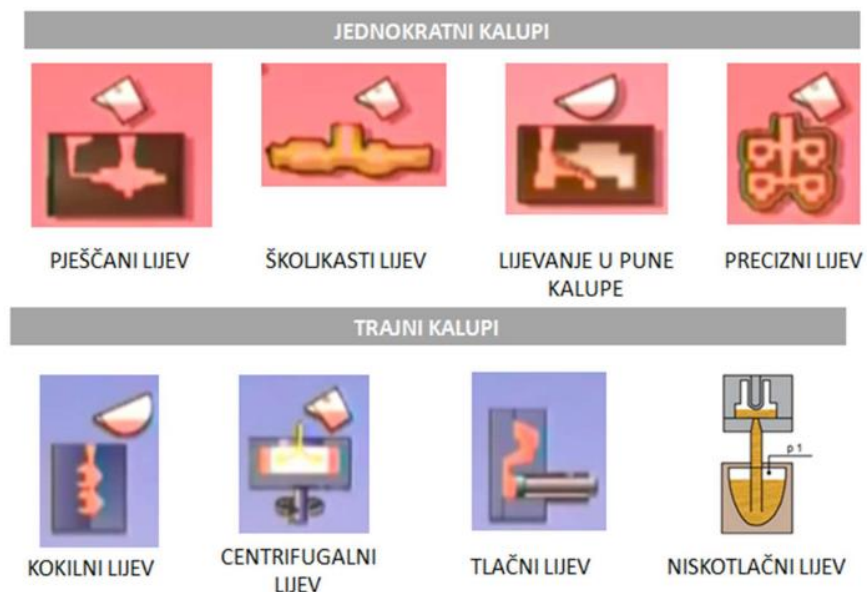 JEDNOKRATNI KALUPI
PJEŠČANI LIJEV
ŠKOLJKASTI LIJEV
LIJEVANJE U PUNE
KALUPE
PRECIZNI LIJEV
TRAJNI KALUPI
p 1
KOKILNI LIJEV
CENTRIFUGALNI
LIJEV
TLAČNI LIJEV
NISKOTLAČNI LIJEV